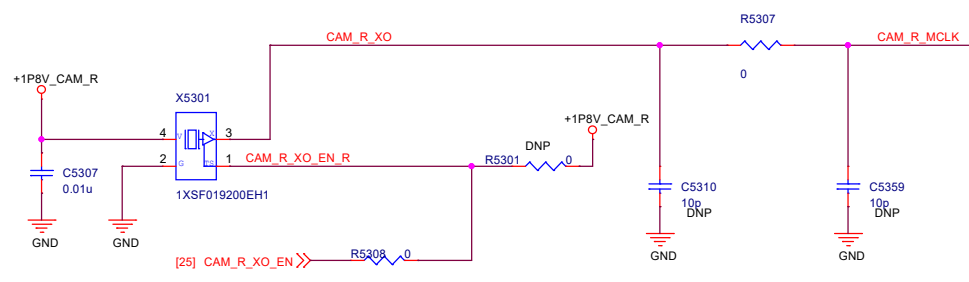 R5307
CAM_R_XO
CAM_R_MCLK
0
+1P8V_CAM_R
X5301
4
V
X
3
+1P8V_CAM_R
DNP
2
G
TS
1
CAM_R_XO_EN_R
R5301
0
C5307
0.01u
1XSF019200EH1
C5310
10p
DNP
C5359
10p
DNP
GND
GND
R5308
0
[25] CAM_R_XO_EN
GND
GND